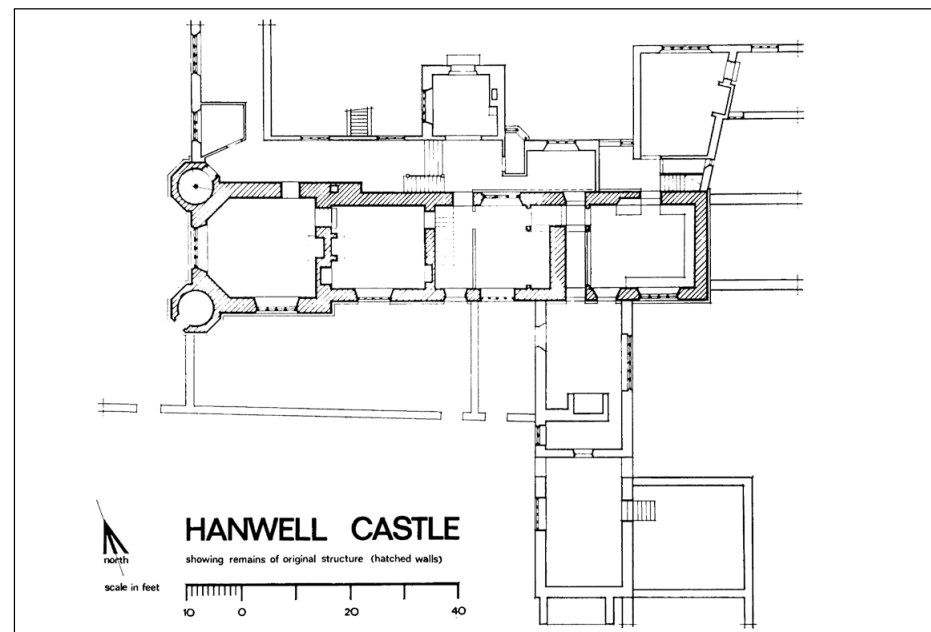 HANWELL CASTLE
north
showing remains of original structure (hatched walls)
scale in feet
10 0 20 40